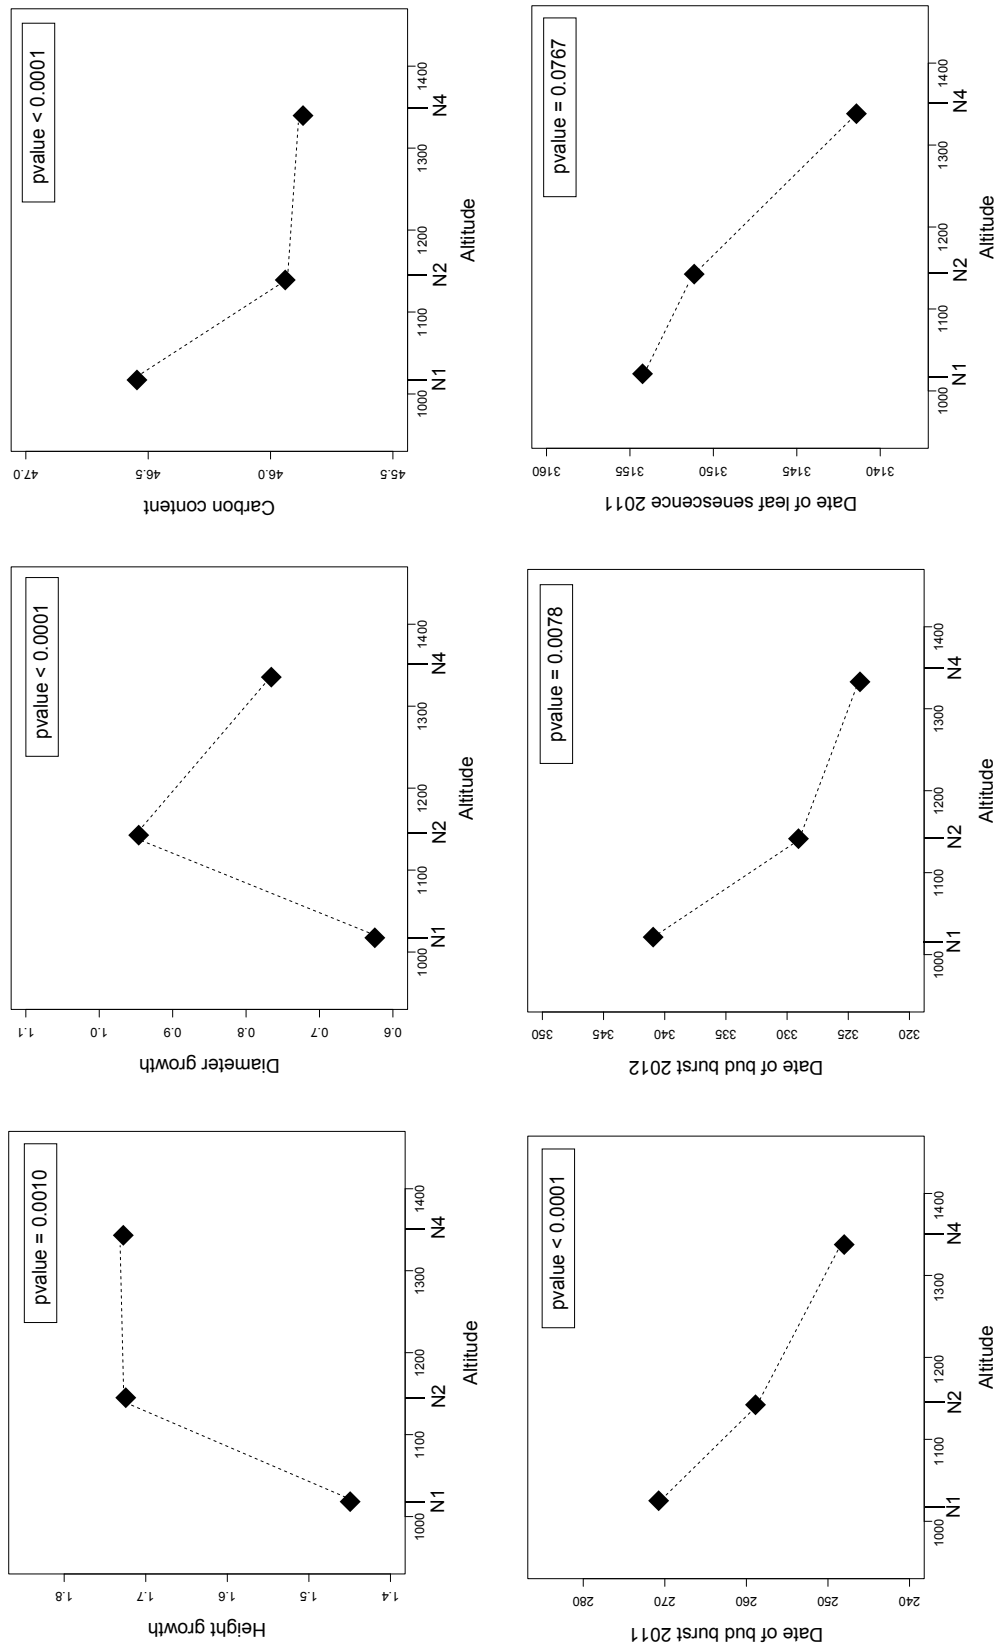 pvalue = 0.0010
Height growth
1.8
1.7
1.6
1.5
1.4
1000
1100
1200
1300
1400
N1
N2
N4
Altitude
pvalue < 0.0001
Diameter growth
1.1
1.0
0.9
0.8
0.7
0.6
1000
1100
1200
1300
1400
N1
N2
N4
Altitude
pvalue < 0.0001
Carbon content
47.0
46.5
46.0
45.5
1000
1100
1200
1300
1400
N1
N2
N4
Altitude
pvalue < 0.0001
Date of bud burst 2011
280
270
260
250
240
1000
1100
1200
1300
1400
N1
N2
N4
Altitude
pvalue = 0.0078
Date of bud burst 2012
350
345
340
335
330
325
320
1000
1100
1200
1300
1400
N1
N2
N4
Altitude
pvalue = 0.0767
Date of leaf senescence 2011
3160
3155
3150
3145
3140
1000
1100
1200
1300
1400
N1
N2
N4
Altitude